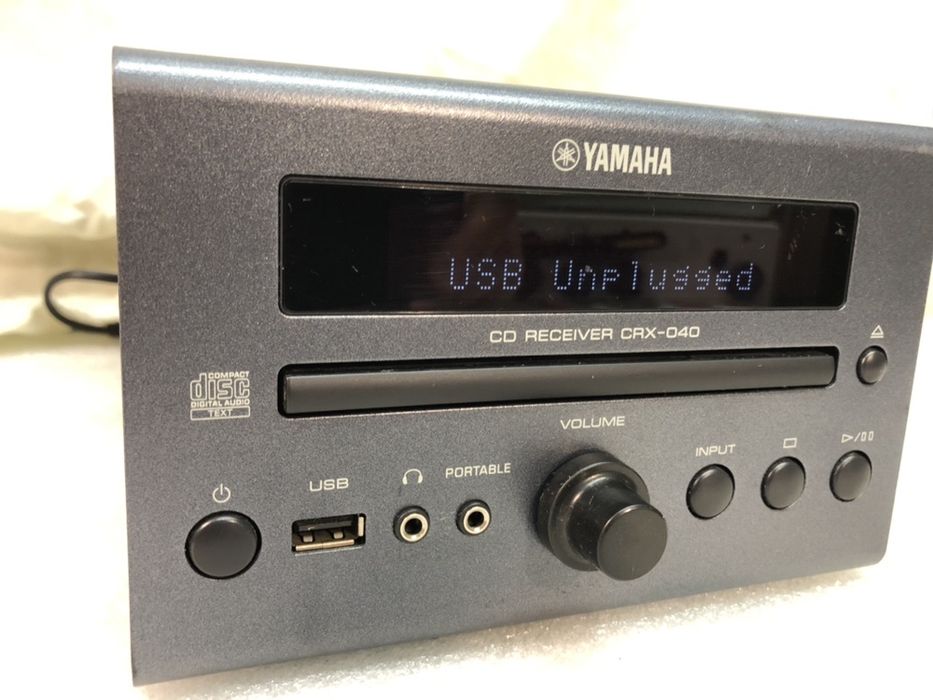 YAMAHA
USB Unplugged
CD RECEIVER CRX-040
COMPACT
disc
DIGITAL AUDIO
TEXT
VOLUME
INPUT
USB
PORTABLE